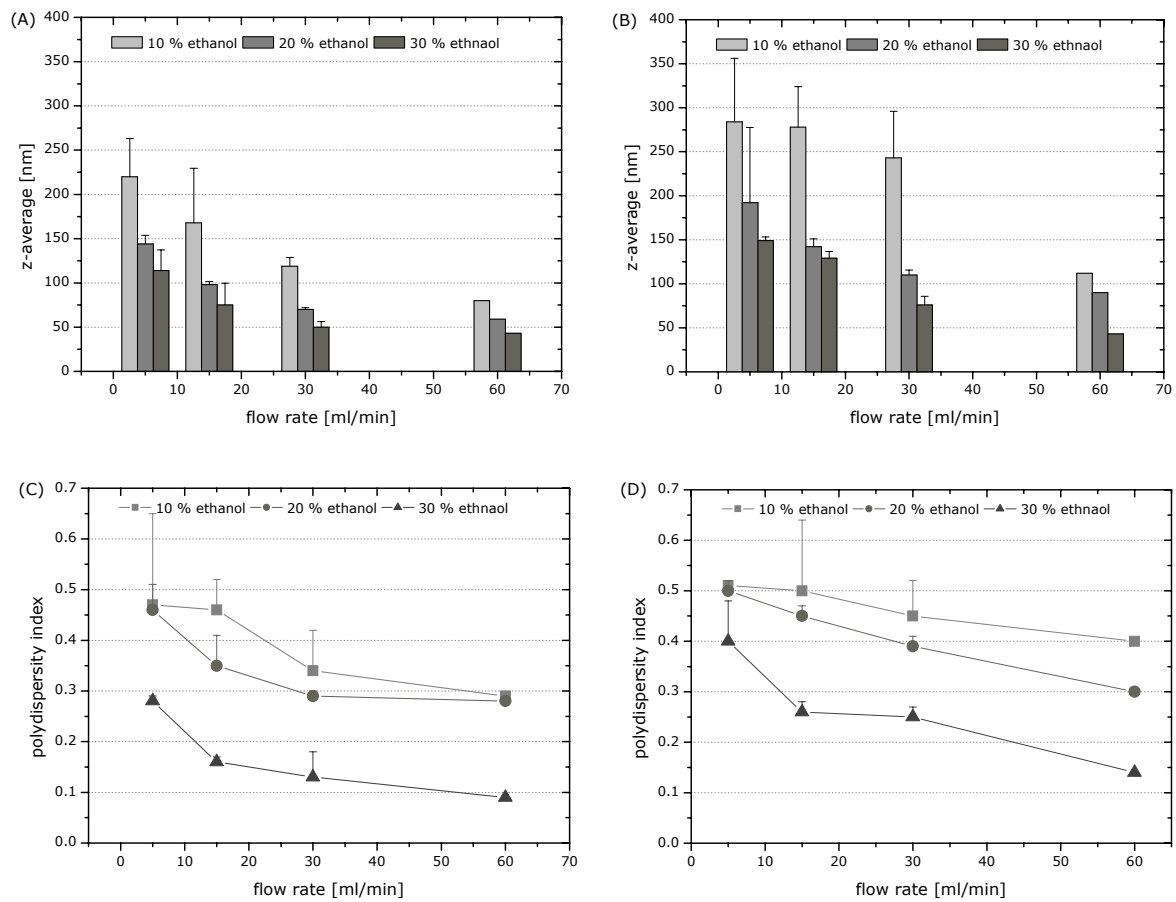 (A)
10 % ethanol 20 % ethanol 30 % ethnaol
400
350
300
250
200
150
100
50
0
z-average [nm]
0 10 20 30 40 50 60 70
flow rate [ml/min]
(B)
10 % ethanol 20 % ethanol 30 % ethnaol
400
350
300
250
200
150
100
50
0
z-average [nm]
0 10 20 30 40 50 60 70
flow rate [ml/min]
(C)
10 % ethanol 20 % ethanol 30 % ethnaol
0.7
0.6
0.5
0.4
0.3
0.2
0.1
0.0
polydispersity index
0 10 20 30 40 50 60 70
flow rate [ml/min]
(D)
10 % ethanol 20 % ethanol 30 % ethnaol
0.7
0.6
0.5
0.4
0.3
0.2
0.1
0.0
polydispersity index
0 10 20 30 40 50 60
flow rate [ml/min]